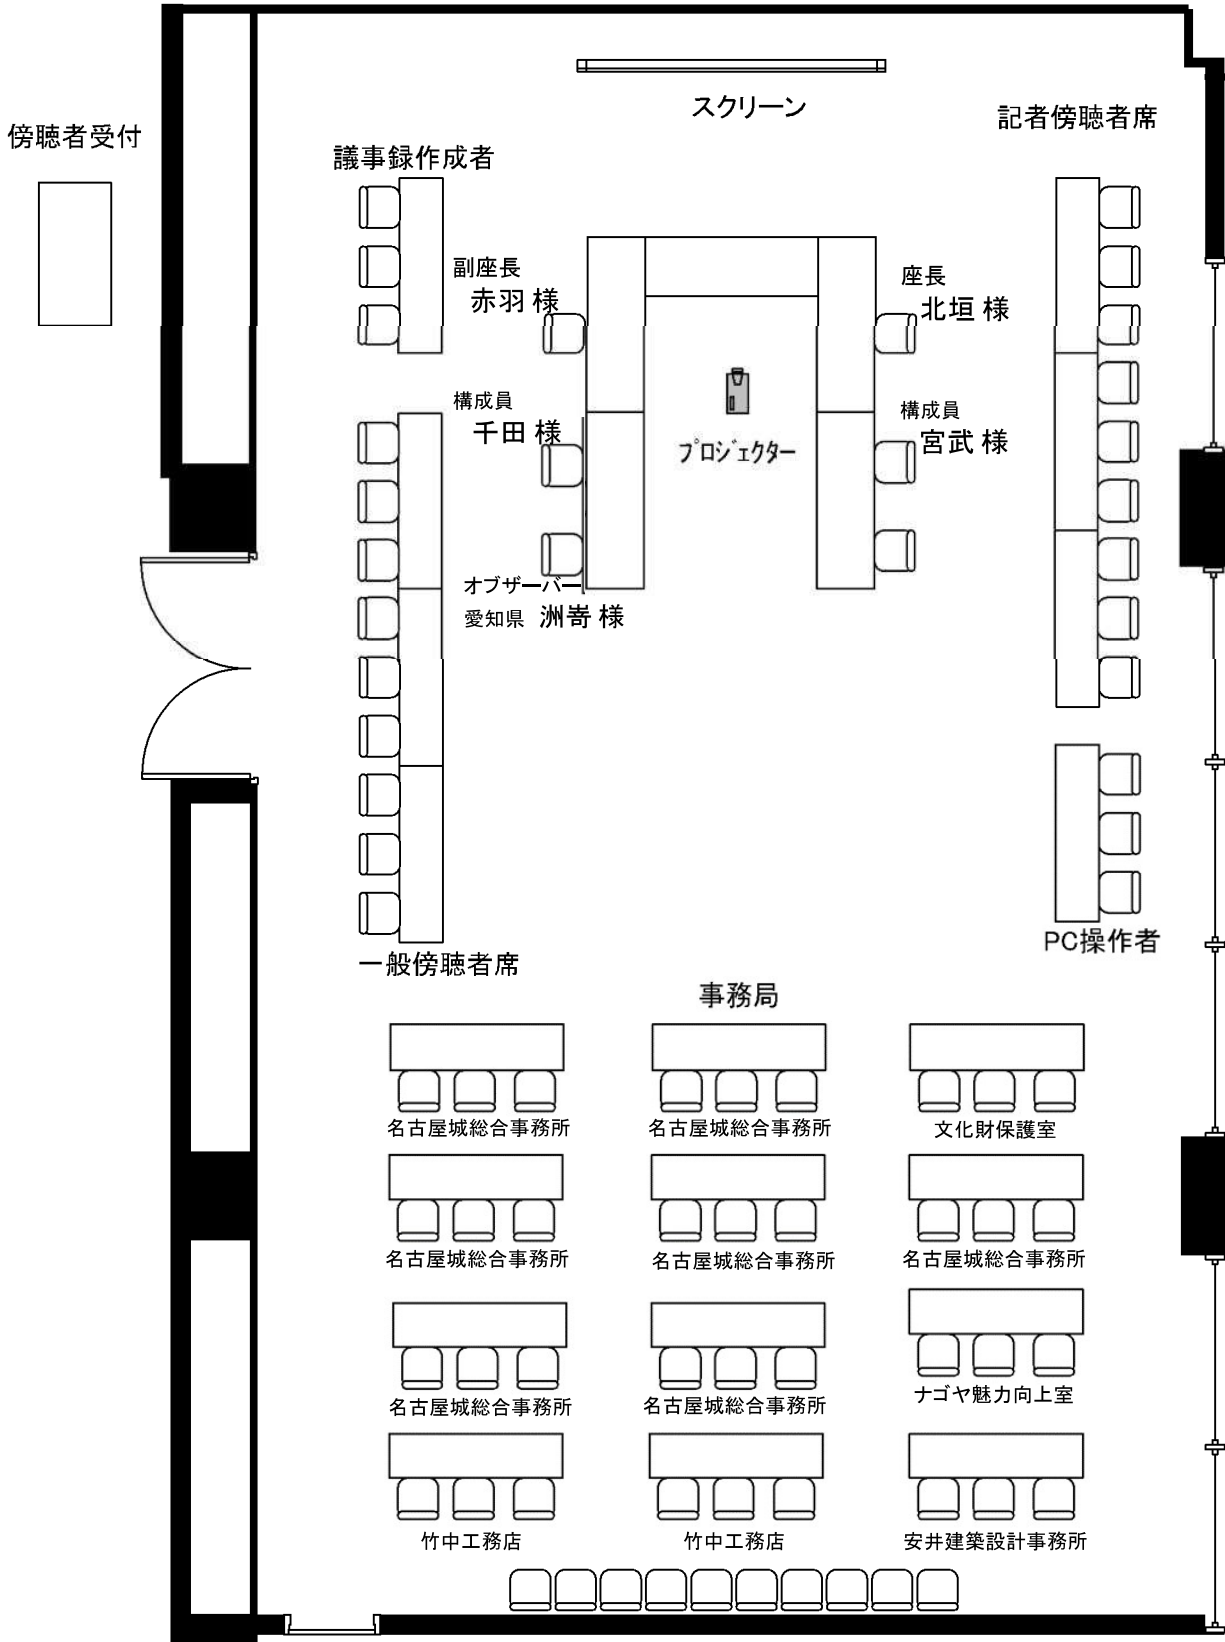 スクリーン
記者傍聴者席
傍聴者受付
議事録作成者
副座長
赤羽 様
座長
北垣 様
構成員
千田 様
構成員
宮武 様
プロジェクター
オブザーバー
愛知県 洲嵜 様
PC操作者
一般傍聴者席
事務局
名古屋城総合事務所
名古屋城総合事務所
文化財保護室
名古屋城総合事務所
名古屋城総合事務所
名古屋城総合事務所
名古屋城総合事務所
名古屋城総合事務所
ナゴヤ魅力向上室
竹中工務店
竹中工務店
安井建築設計事務所